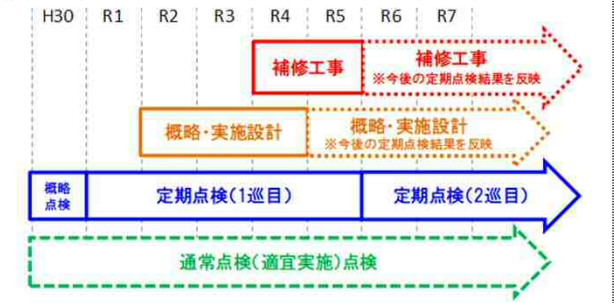 H30 R1 R2 R3 R4 R5 R6 R7
補修工事
補修工事
※今後の定期点検結果を反映
概略・実施設計
概略・実施設計
※今後の定期点検結果を反映
概略
点検
定期点検(1巡目)
定期点検(2巡目)
通常点検(適宜実施)点検